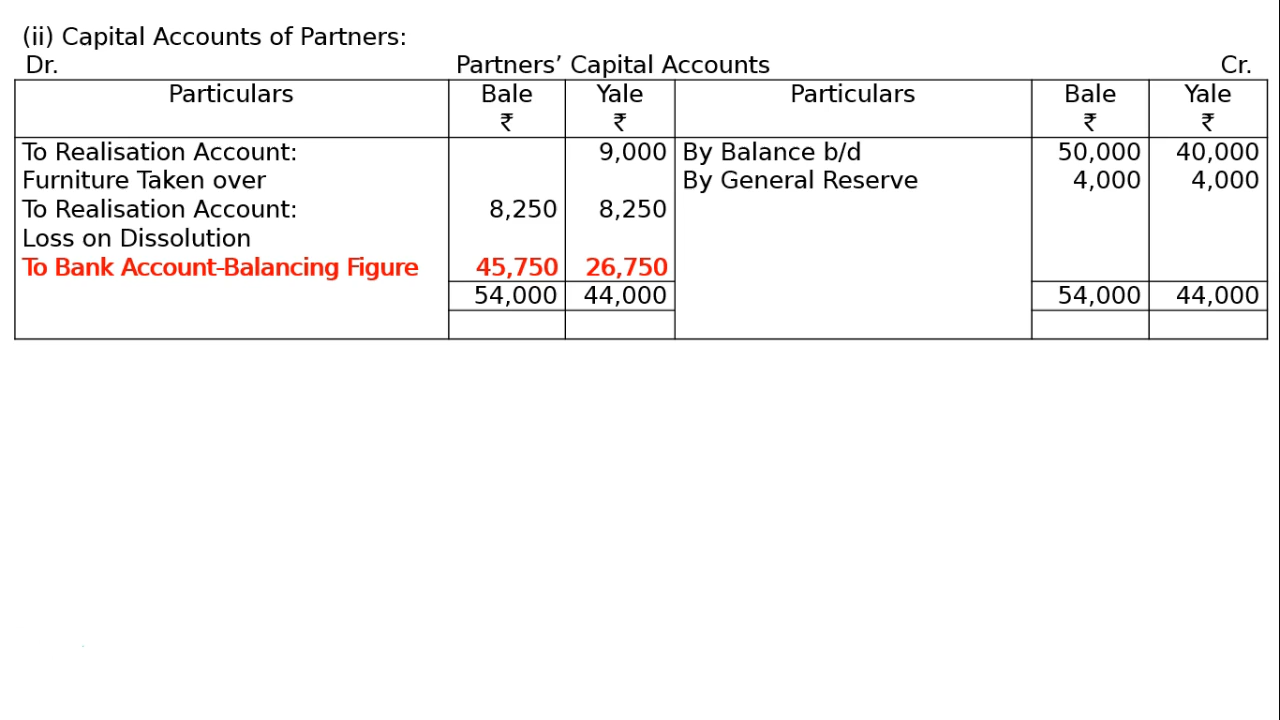 (ii) Capital Accounts of Partners:
Dr. Partners’ Capital Accounts Cr.
Particulars Bale Yale Particulars Bale Yale
₹ ₹ ₹ ₹
To Realisation Account: 9,000 By Balance b/d 50,000 40,000
Furniture Taken over By General Reserve 4,000 4,000
To Realisation Account: 8,250 8,250
Loss on Dissolution
To Bank Account-Balancing Figure 45,750 26,750
54,000 44,000 54,000 44,000